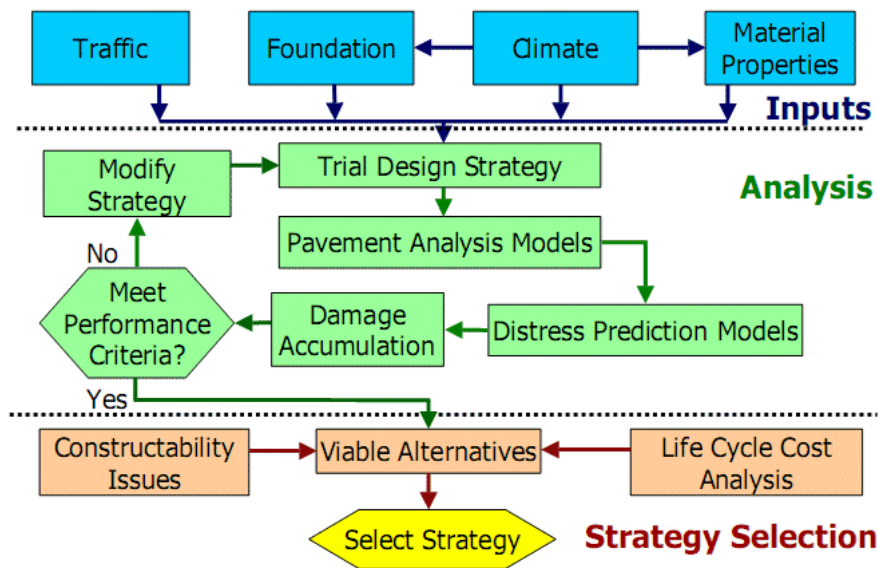 Traffic
Foundation
Climate
Material
Properties
Inputs
Modify
Strategy
Trial Design Strategy
Analysis
Pavement Analysis Models
No
Meet
Performance
Criteria?
Damage
Accumulation
Distress Prediction Models
Yes
Constructability
Issues
Viable Alternatives
Life Cycle Cost
Analysis
Select Strategy
Strategy Selection